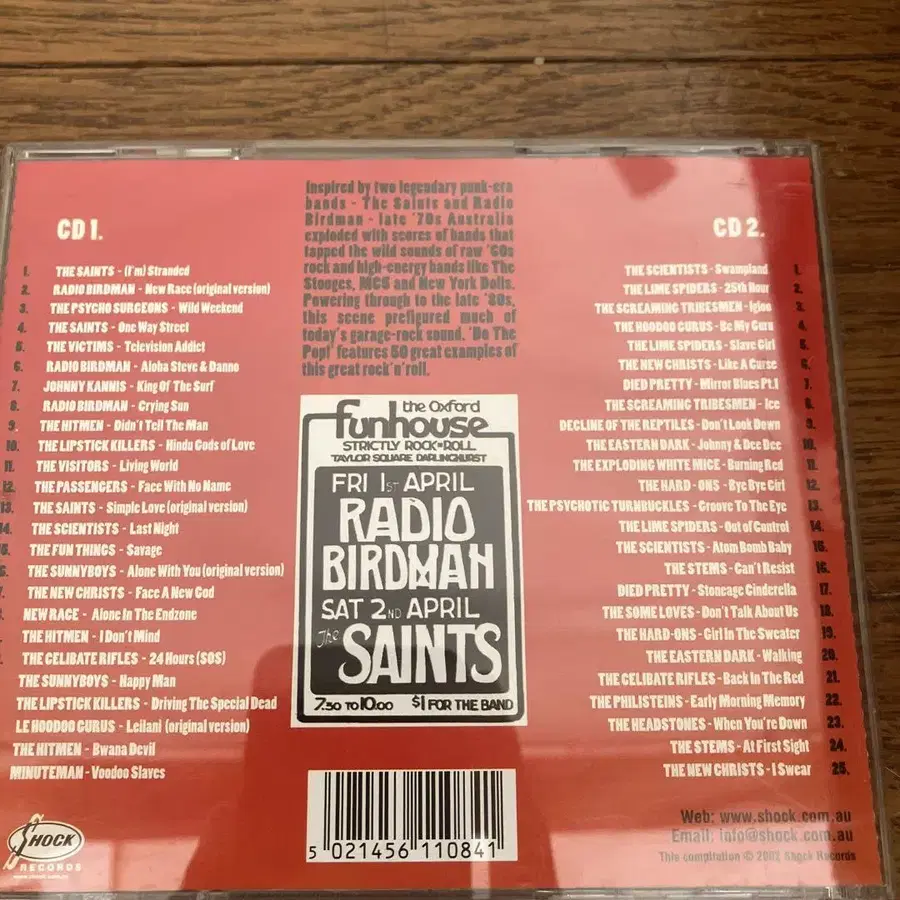 Inspired by two legendary punk-era
bands - The Saints and Radio
Birdman - late '70s Australia
exploded with scores of bands that
tapped the wild sounds of raw '60s
rock and high-energy bands like The
Stooges, MC5 and New York Dolls.
Powering through to the late '80s,
this scene prefigured much of
today's garage-rock sound. 'Do The
Pop!' features 50 great examples of
this great rock'n'roll.
CD 1.
1. THE SAINTS - (I'm) Stranded
2. RADIO BIRDMAN - New Race (original version)
3. THE PSYCHO SURGEONS - Wild Weekend
4. THE SAINTS - One Way Street
5. THE VICTIMS - Television Addict
6. RADIO BIRDMAN - Aloha Steve & Danno
7. JOHNNY KANNIS - King Of The Surf
8. RADIO BIRDMAN - Crying Sun
9. THE HITMEN - Didn't Tell The Man
10. THE LIPSTICK KILLERS - Hindu Gods of Love
11. THE VISITORS - Living World
12. THE PASSENGERS - Face With No Name
13. THE SAINTS - Simple Love (original version)
14. THE SCIENTISTS - Last Night
5. THE FUN THINGS - Savage
THE SUNNYBOYS - Alone With You (original version)
THE NEW CHRISTS - Face A New God
NEW RACE - Alone In The Endzone
THE HITMEN - I Don't Mind
THE CELIBATE RIFLES - 24 Hours (SOS)
THE SUNNYBOYS - Happy Man
THE LIPSTICK KILLERS - Driving The Special Dead
LE HOODOO GURUS - Leilani (original version)
THE HITMEN - Bwana Devil
MINUTEMAN - Voodoo Slaves
the Oxford
funhouse
STRICTLY ROCK=ROLL
TAYLOR SQUARE DARLINGHURST
FRI 1ST APRIL
RADIO
BIRDMAN
SAT 2ND APRIL
The SAINTS
7.30 TO 10.00 $1 FOR THE BAND
CD 2.
THE SCIENTISTS - Swampland 1.
THE LIME SPIDERS - 25th Hour 2.
THE SCREAMING TRIBESMEN - Igloo 3.
THE HOODOO GURUS - Be My Guru 4.
THE LIME SPIDERS - Slave Girl 5.
THE NEW CHRISTS - Like A Curse 6.
DIED PRETTY - Mirror Blues Pt.1 7.
THE SCREAMING TRIBESMEN - Ice 8.
DECLINE OF THE REPTILES - Don't Look Down 9.
THE EASTERN DARK - Johnny & Dee Dee 10.
THE EXPLODING WHITE MICE - Burning Red 11.
THE HARD-ONS - Bye Bye Girl 12.
THE PSYCHOTIC TURNBUCKLES - Groove To The Eye 13.
THE LIME SPIDERS - Out of Control 14.
THE SCIENTISTS - Atom Bomb Baby 15.
THE STEMS - Can't Resist 16.
DIED PRETTY - Stoneage Cinderella 17.
THE SOME LOVES - Don't Talk About Us 18.
THE HARD-ONS - Girl In The Sweater 19.
THE EASTERN DARK - Walking 20.
THE CELIBATE RIFLES - Back In The Red 21.
THE PHILISTEINS - Early Morning Memory 22.
THE HEADSTONES - When You're Down 23.
THE STEMS - At First Sight 24.
THE NEW CHRISTS - I Swear 25.
SHOCK
RECORDS
5 021456 110841
Web: www.shock.com.au
Email: info@shock.com.au
This compilation © 2002 Shock Records